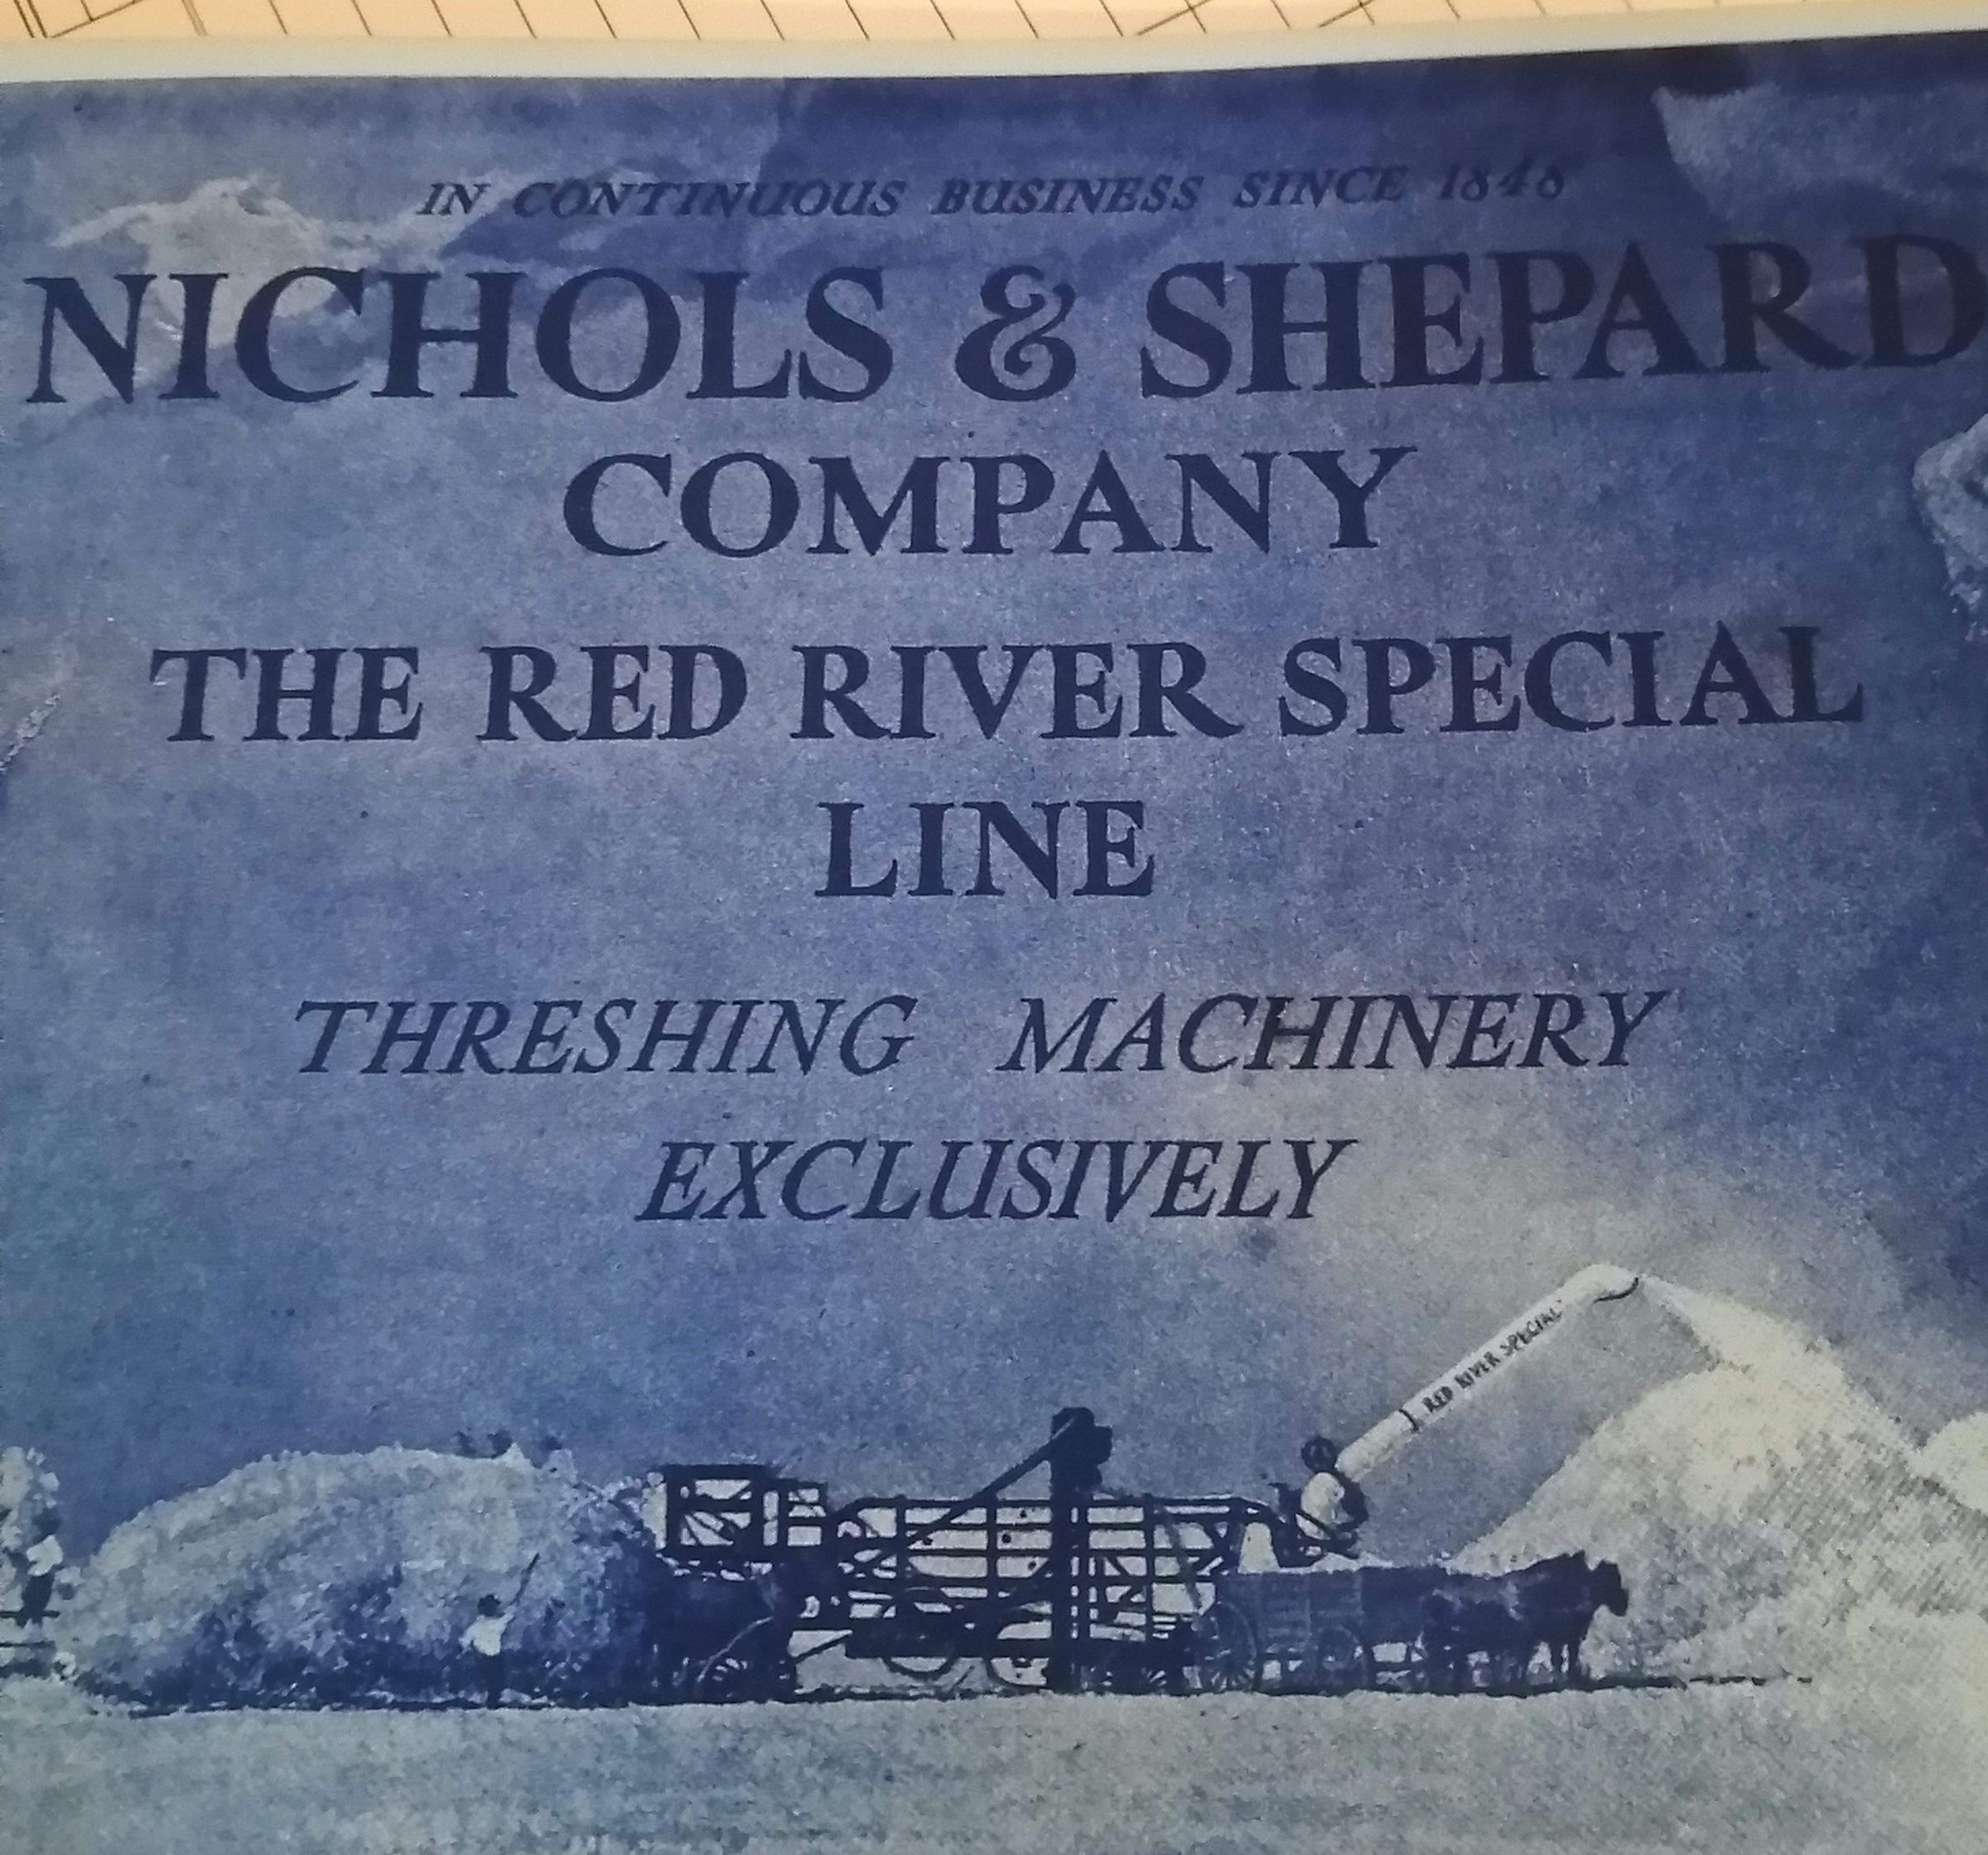 IN CONTINUOUS BUSINESS SINCE 1848
NICHOLS & SHEPARD
COMPANY
THE RED RIVER SPECIAL
LINE
THRESHING MACHINERY
EXCLUSIVELY
RED RIVER SPECIAL